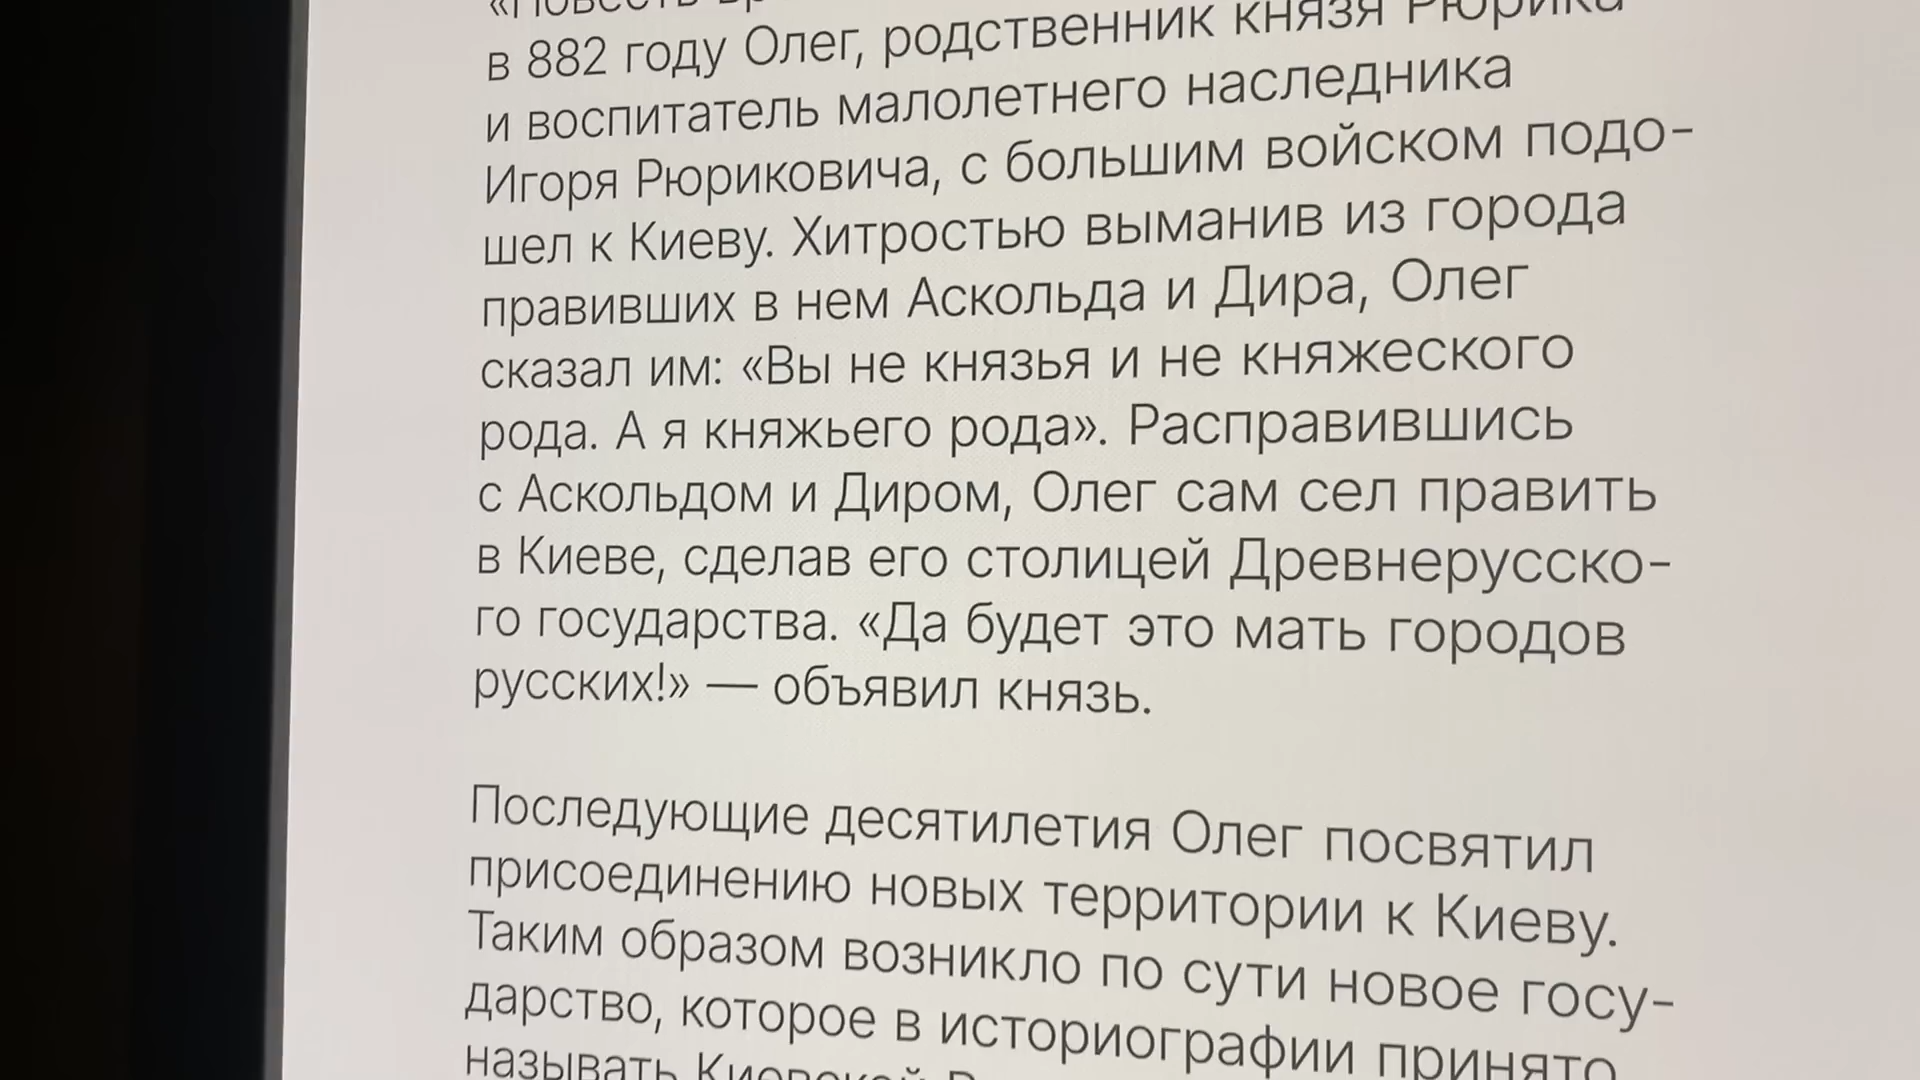 «Повесть
в 882 году Олег, родственник князя Рюрика
и воспитатель малолетнего наследника
Игоря Рюриковича, с большим войском подо-
шел к Киеву. Хитростью выманив из города
правивших в нем Аскольда и Дира, Олег
сказал им: «Вы не князья и не княжеского
рода. А я княжьего рода». Расправившись
с Аскольдом и Диром, Олег сам сел править
в Киеве, сделав его столицей Древнерусско-
го государства. «Да будет это мать городов
русских!» — объявил князь.
Последующие десятилетия Олег посвятил
присоединению новых территории к Киеву.
Таким образом возникло по сути новое госу-
дарство, которое в историографии принято
называть Киевской